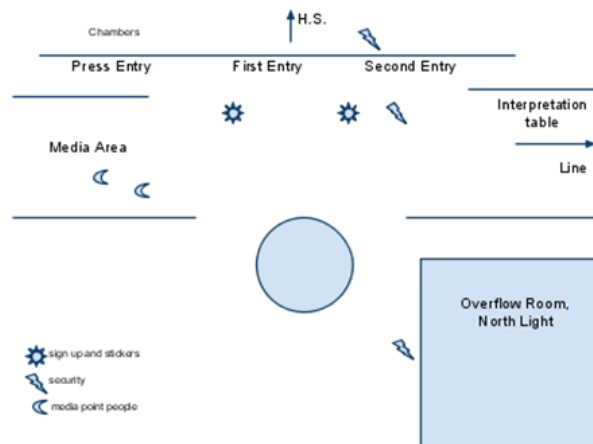 Chambers
H.S.
Press Entry
First Entry
Second Entry
Interpretation
table
Media Area
Line
Overflow Room,
North Light
sign up and stickers
security
media point people